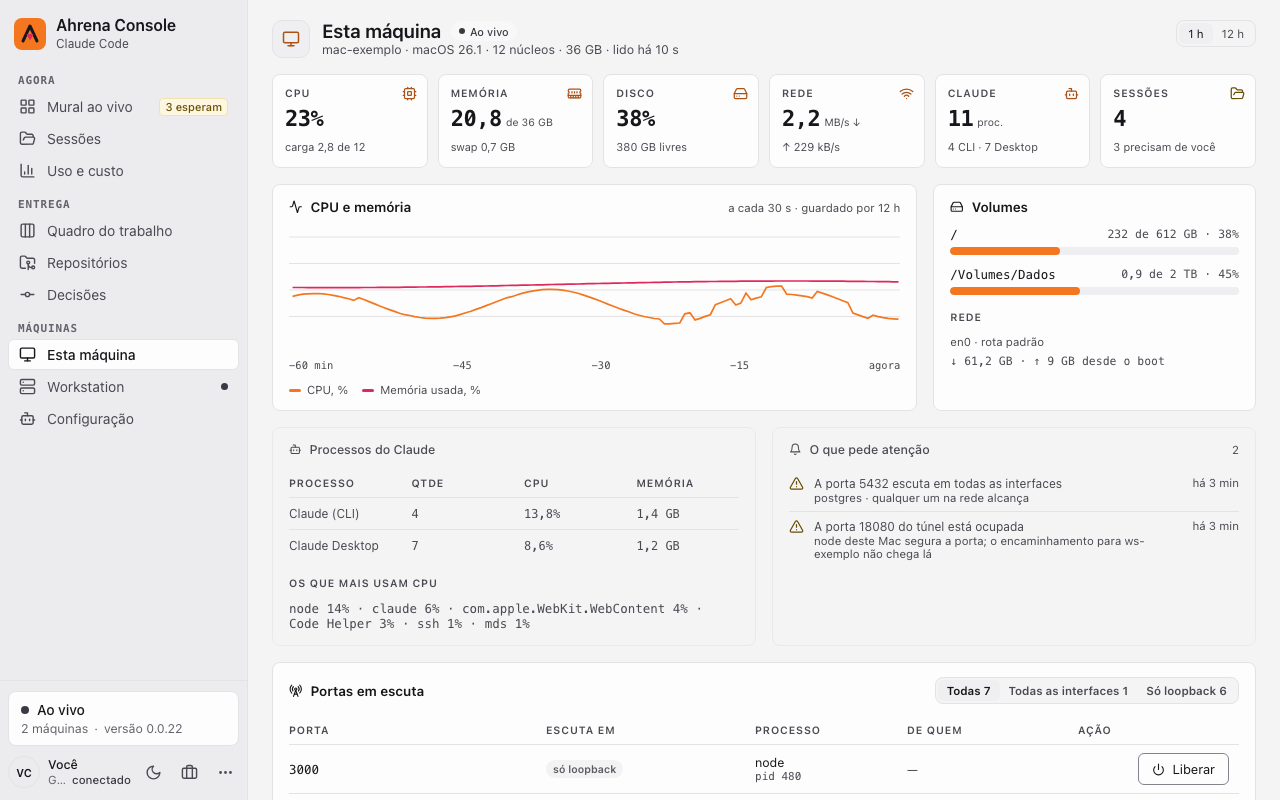 Ahrena Console
Claude Code
AGORA
Mural ao vivo
3 esperam
Sessões
Uso e custo
ENTREGA
Quadro do trabalho
Repositórios
Decisões
MÁQUINAS
Esta máquina
Workstation
Configuração
Ao vivo
2 máquinas · versão 0.0.22
VC
Você
G... conectado
Esta máquina
Ao vivo
mac-exemplo · macOS 26.1 · 12 núcleos · 36 GB · lido há 10 s
1 h
12 h
CPU
23%
carga 2,8 de 12
MEMÓRIA
20,8 de 36 GB
swap 0,7 GB
DISCO
38%
380 GB livres
REDE
2,2 MB/s ↓
↑ 229 kB/s
CLAUDE
11 proc.
4 CLI · 7 Desktop
SESSÕES
4
3 precisam de você
CPU e memória
a cada 30 s · guardado por 12 h
−60 min
−45
−30
−15
agora
CPU, %
Memória usada, %
Volumes
/
232 de 612 GB · 38%
/Volumes/Dados
0,9 de 2 TB · 45%
REDE
en0 · rota padrão
↓ 61,2 GB · ↑ 9 GB desde o boot
Processos do Claude
PROCESSO QTDE CPU MEMÓRIA
Claude (CLI) 4 13,8% 1,4 GB
Claude Desktop 7 8,6% 1,2 GB
OS QUE MAIS USAM CPU
node 14% · claude 6% · com.apple.WebKit.WebContent 4% ·
Code Helper 3% · ssh 1% · mds 1%
O que pede atenção
2
A porta 5432 escuta em todas as interfaces
há 3 min
postgres · qualquer um na rede alcança
A porta 18080 do túnel está ocupada
há 3 min
node deste Mac segura a porta; o encaminhamento para ws-
exemplo não chega lá
Portas em escuta
Todas 7
Todas as interfaces 1
Só loopback 6
PORTA ESCUTA EM PROCESSO DE QUEM AÇÃO
3000
só loopback
node
pid 480
—
Liberar